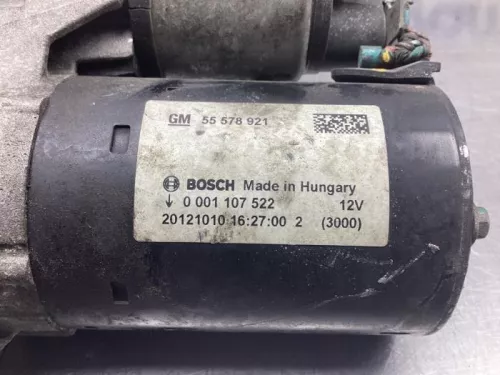 GM 55 578 921
BOSCH Made in Hungary
↓ 0 001 107 522 12V
20121010 16:27:00 2 (3000)